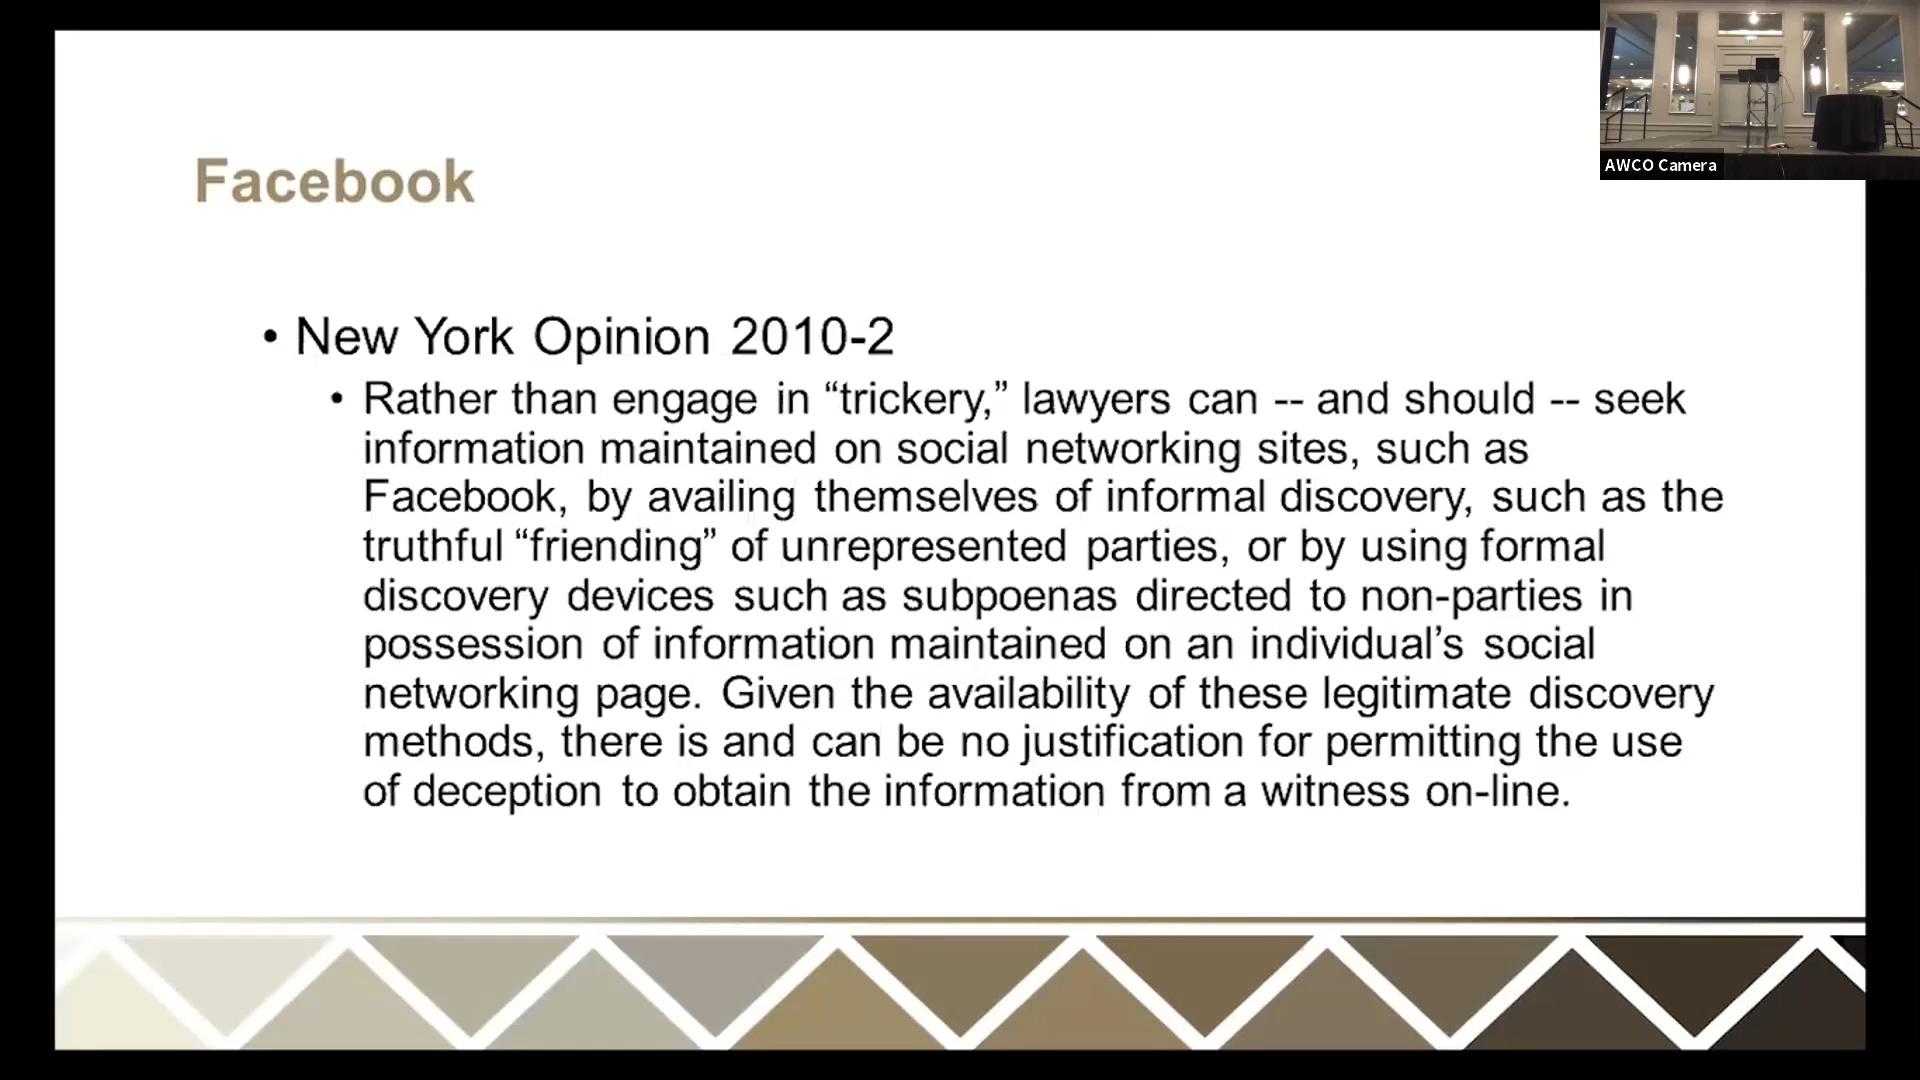 AWCO Camera
Facebook
• New York Opinion 2010-2
• Rather than engage in “trickery,” lawyers can -- and should -- seek
information maintained on social networking sites, such as
Facebook, by availing themselves of informal discovery, such as the
truthful “friending” of unrepresented parties, or by using formal
discovery devices such as subpoenas directed to non-parties in
possession of information maintained on an individual’s social
networking page. Given the availability of these legitimate discovery
methods, there is and can be no justification for permitting the use
of deception to obtain the information from a witness on-line.